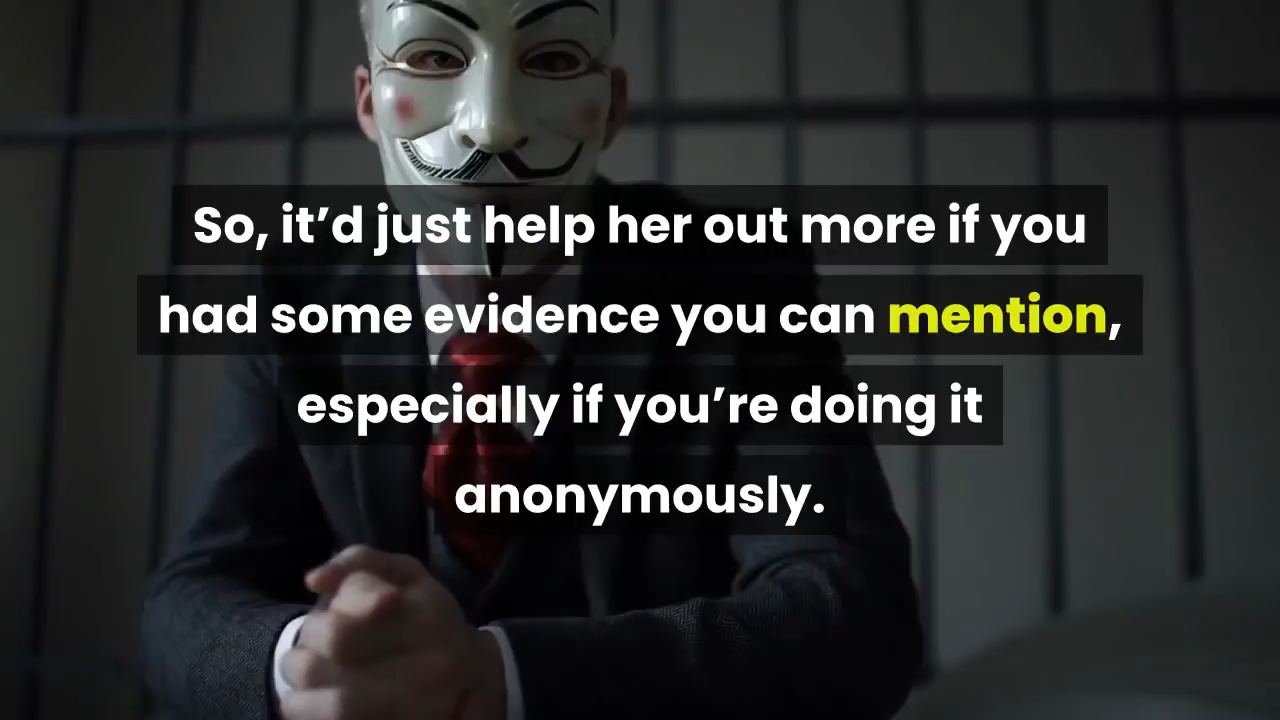 So, it’d just help her out more if you
had some evidence you can mention,
especially if you’re doing it
anonymously.